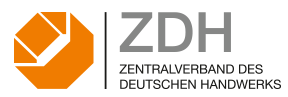 ZDH
ZENTRALVERBAND DES
DEUTSCHEN HANDWERKS